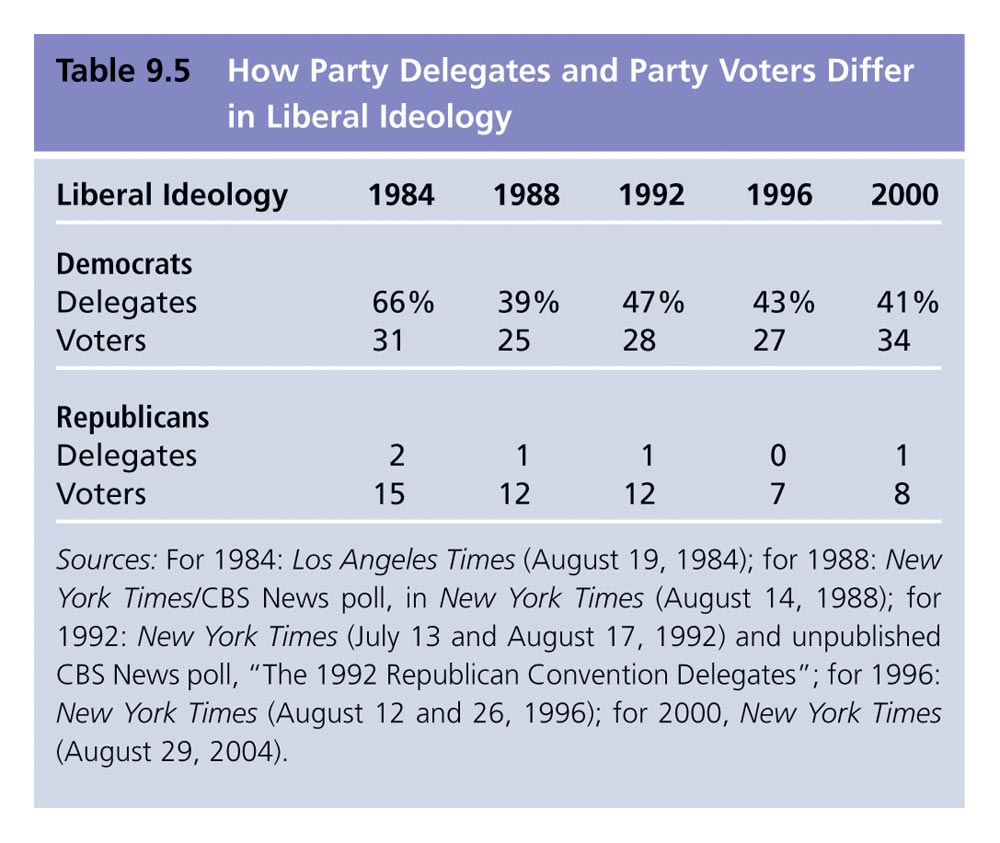 Table 9.5 How Party Delegates and Party Voters Differ
in Liberal Ideology
Liberal Ideology 1984 1988 1992 1996 2000
Democrats
Delegates 66% 39% 47% 43% 41%
Voters 31 25 28 27 34
Republicans
Delegates 2 1 1 0 1
Voters 15 12 12 7 8
Sources: For 1984: Los Angeles Times (August 19, 1984); for 1988: New
York Times/CBS News poll, in New York Times (August 14, 1988); for
1992: New York Times (July 13 and August 17, 1992) and unpublished
CBS News poll, “The 1992 Republican Convention Delegates”; for 1996:
New York Times (August 12 and 26, 1996); for 2000, New York Times
(August 29, 2004).